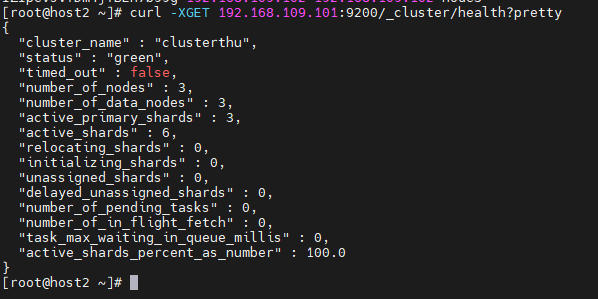 [root@host2 ~]# curl -XGET 192.168.109.101:9200/_cluster/health?pretty
{
  "cluster_name" : "clusterthu",
  "status" : "green",
  "timed_out" : false,
  "number_of_nodes" : 3,
  "number_of_data_nodes" : 3,
  "active_primary_shards" : 3,
  "active_shards" : 6,
  "relocating_shards" : 0,
  "initializing_shards" : 0,
  "unassigned_shards" : 0,
  "delayed_unassigned_shards" : 0,
  "number_of_pending_tasks" : 0,
  "number_of_in_flight_fetch" : 0,
  "task_max_waiting_in_queue_millis" : 0,
  "active_shards_percent_as_number" : 100.0
}
[root@host2 ~]#